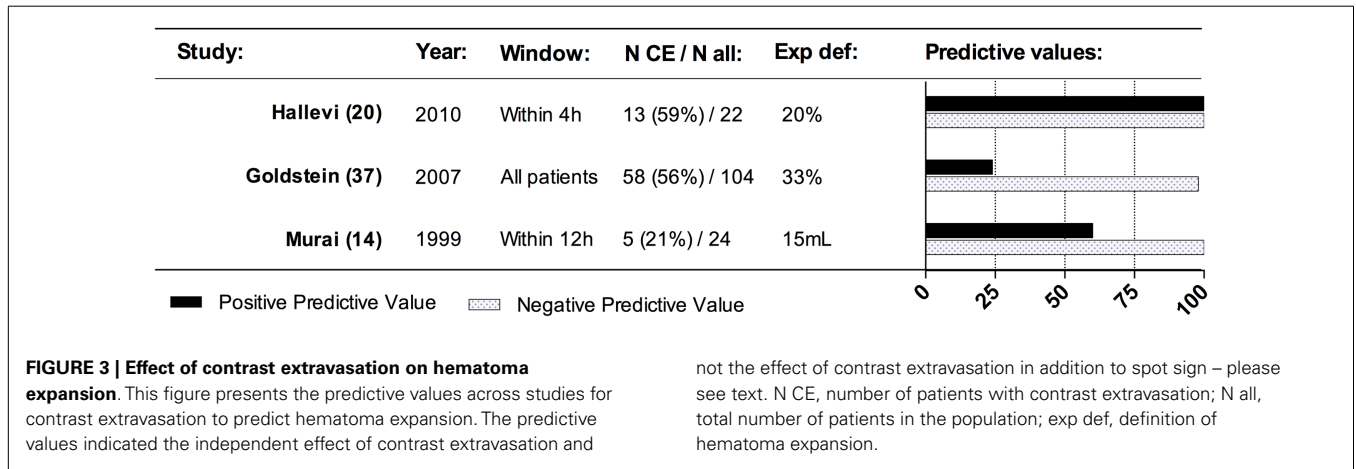 Study: Year: Window: N CE / N all: Exp def: Predictive values:
Hallevi (20) 2010 Within 4h 13 (59%) / 22 20%
Goldstein (37) 2007 All patients 58 (56%) / 104 33%
Murai (14) 1999 Within 12h 5 (21%) / 24 15mL
0 25 50 75 100
Positive Predictive Value Negative Predictive Value
FIGURE 3 | Effect of contrast extravasation on hematoma
expansion. This figure presents the predictive values across studies for
contrast extravasation to predict hematoma expansion. The predictive
values indicated the independent effect of contrast extravasation and
not the effect of contrast extravasation in addition to spot sign – please
see text. N CE, number of patients with contrast extravasation; N all,
total number of patients in the population; exp def, definition of
hematoma expansion.